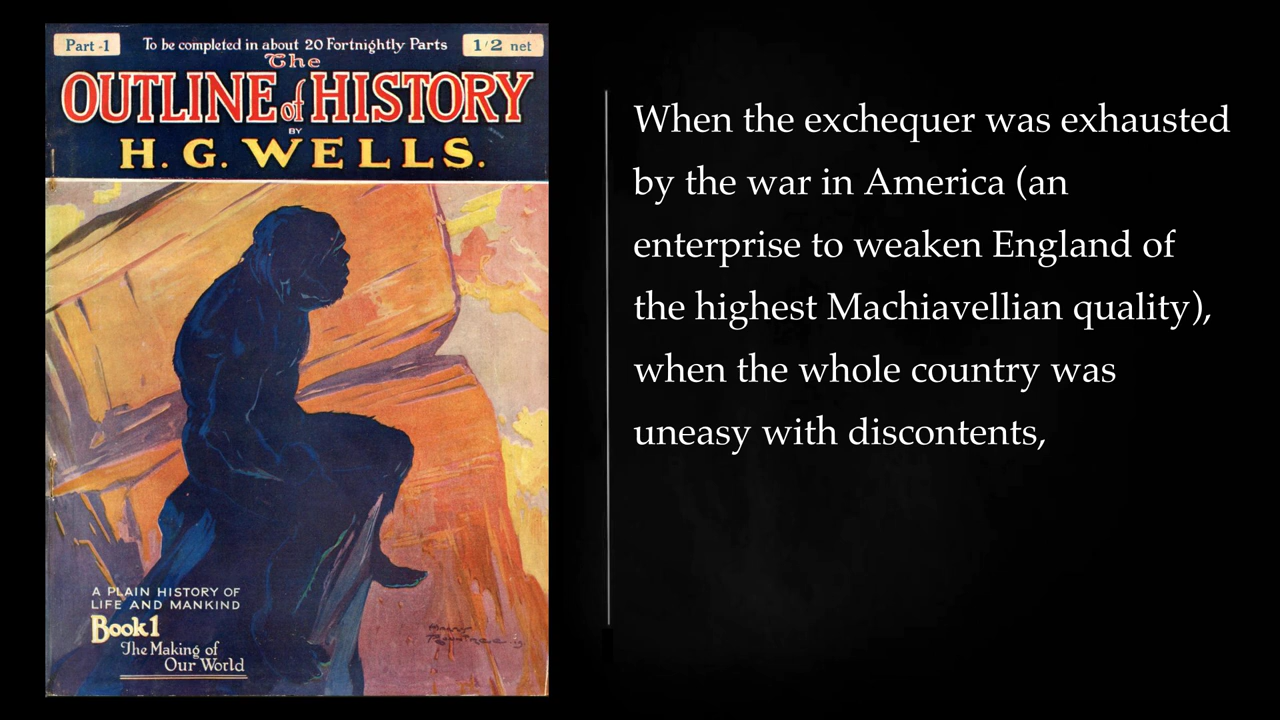 Part -1
To be completed in about 20 Fortnightly Parts
1/2 net
The
OUTLINE of HISTORY
BY
H. G. WELLS.
A PLAIN HISTORY OF
LIFE AND MANKIND
Book 1
The Making of
Our World
When the exchequer was exhausted
by the war in America (an
enterprise to weaken England of
the highest Machiavellian quality),
when the whole country was
uneasy with discontents,